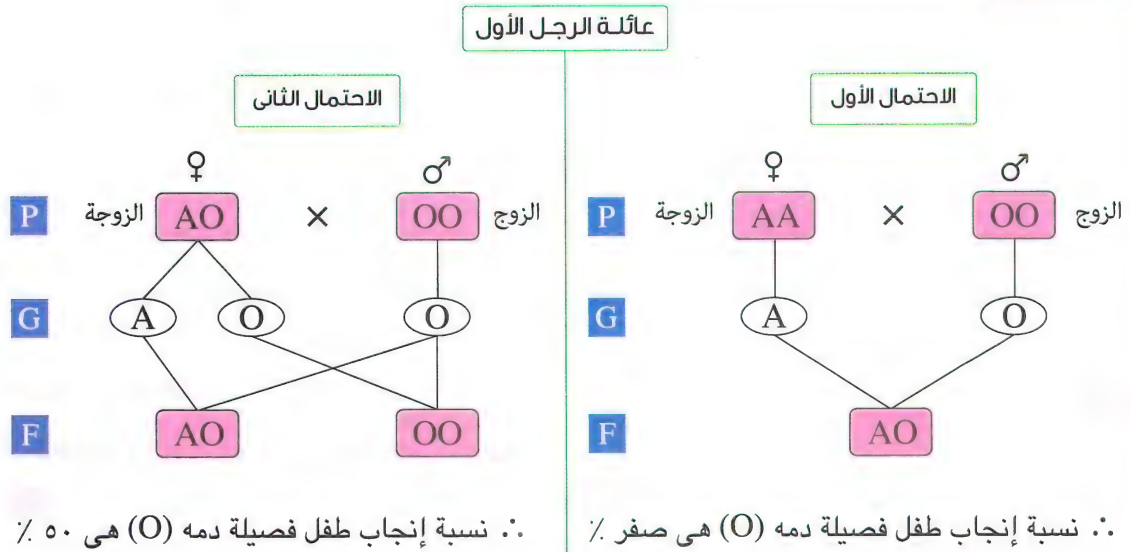 عائلة الرجل الأول
الاحتمال الأول
♂ ♀
P الزوج OO × AA الزوجة
G O A
F AO
∴ نسبة إنجاب طفل فصيلة دمه (O) هى صفر ٪
الاحتمال الثانى
♂ ♀
P الزوج OO × AO الزوجة
G O O A
F OO AO
∴ نسبة إنجاب طفل فصيلة دمه (O) هى ٥٠ ٪